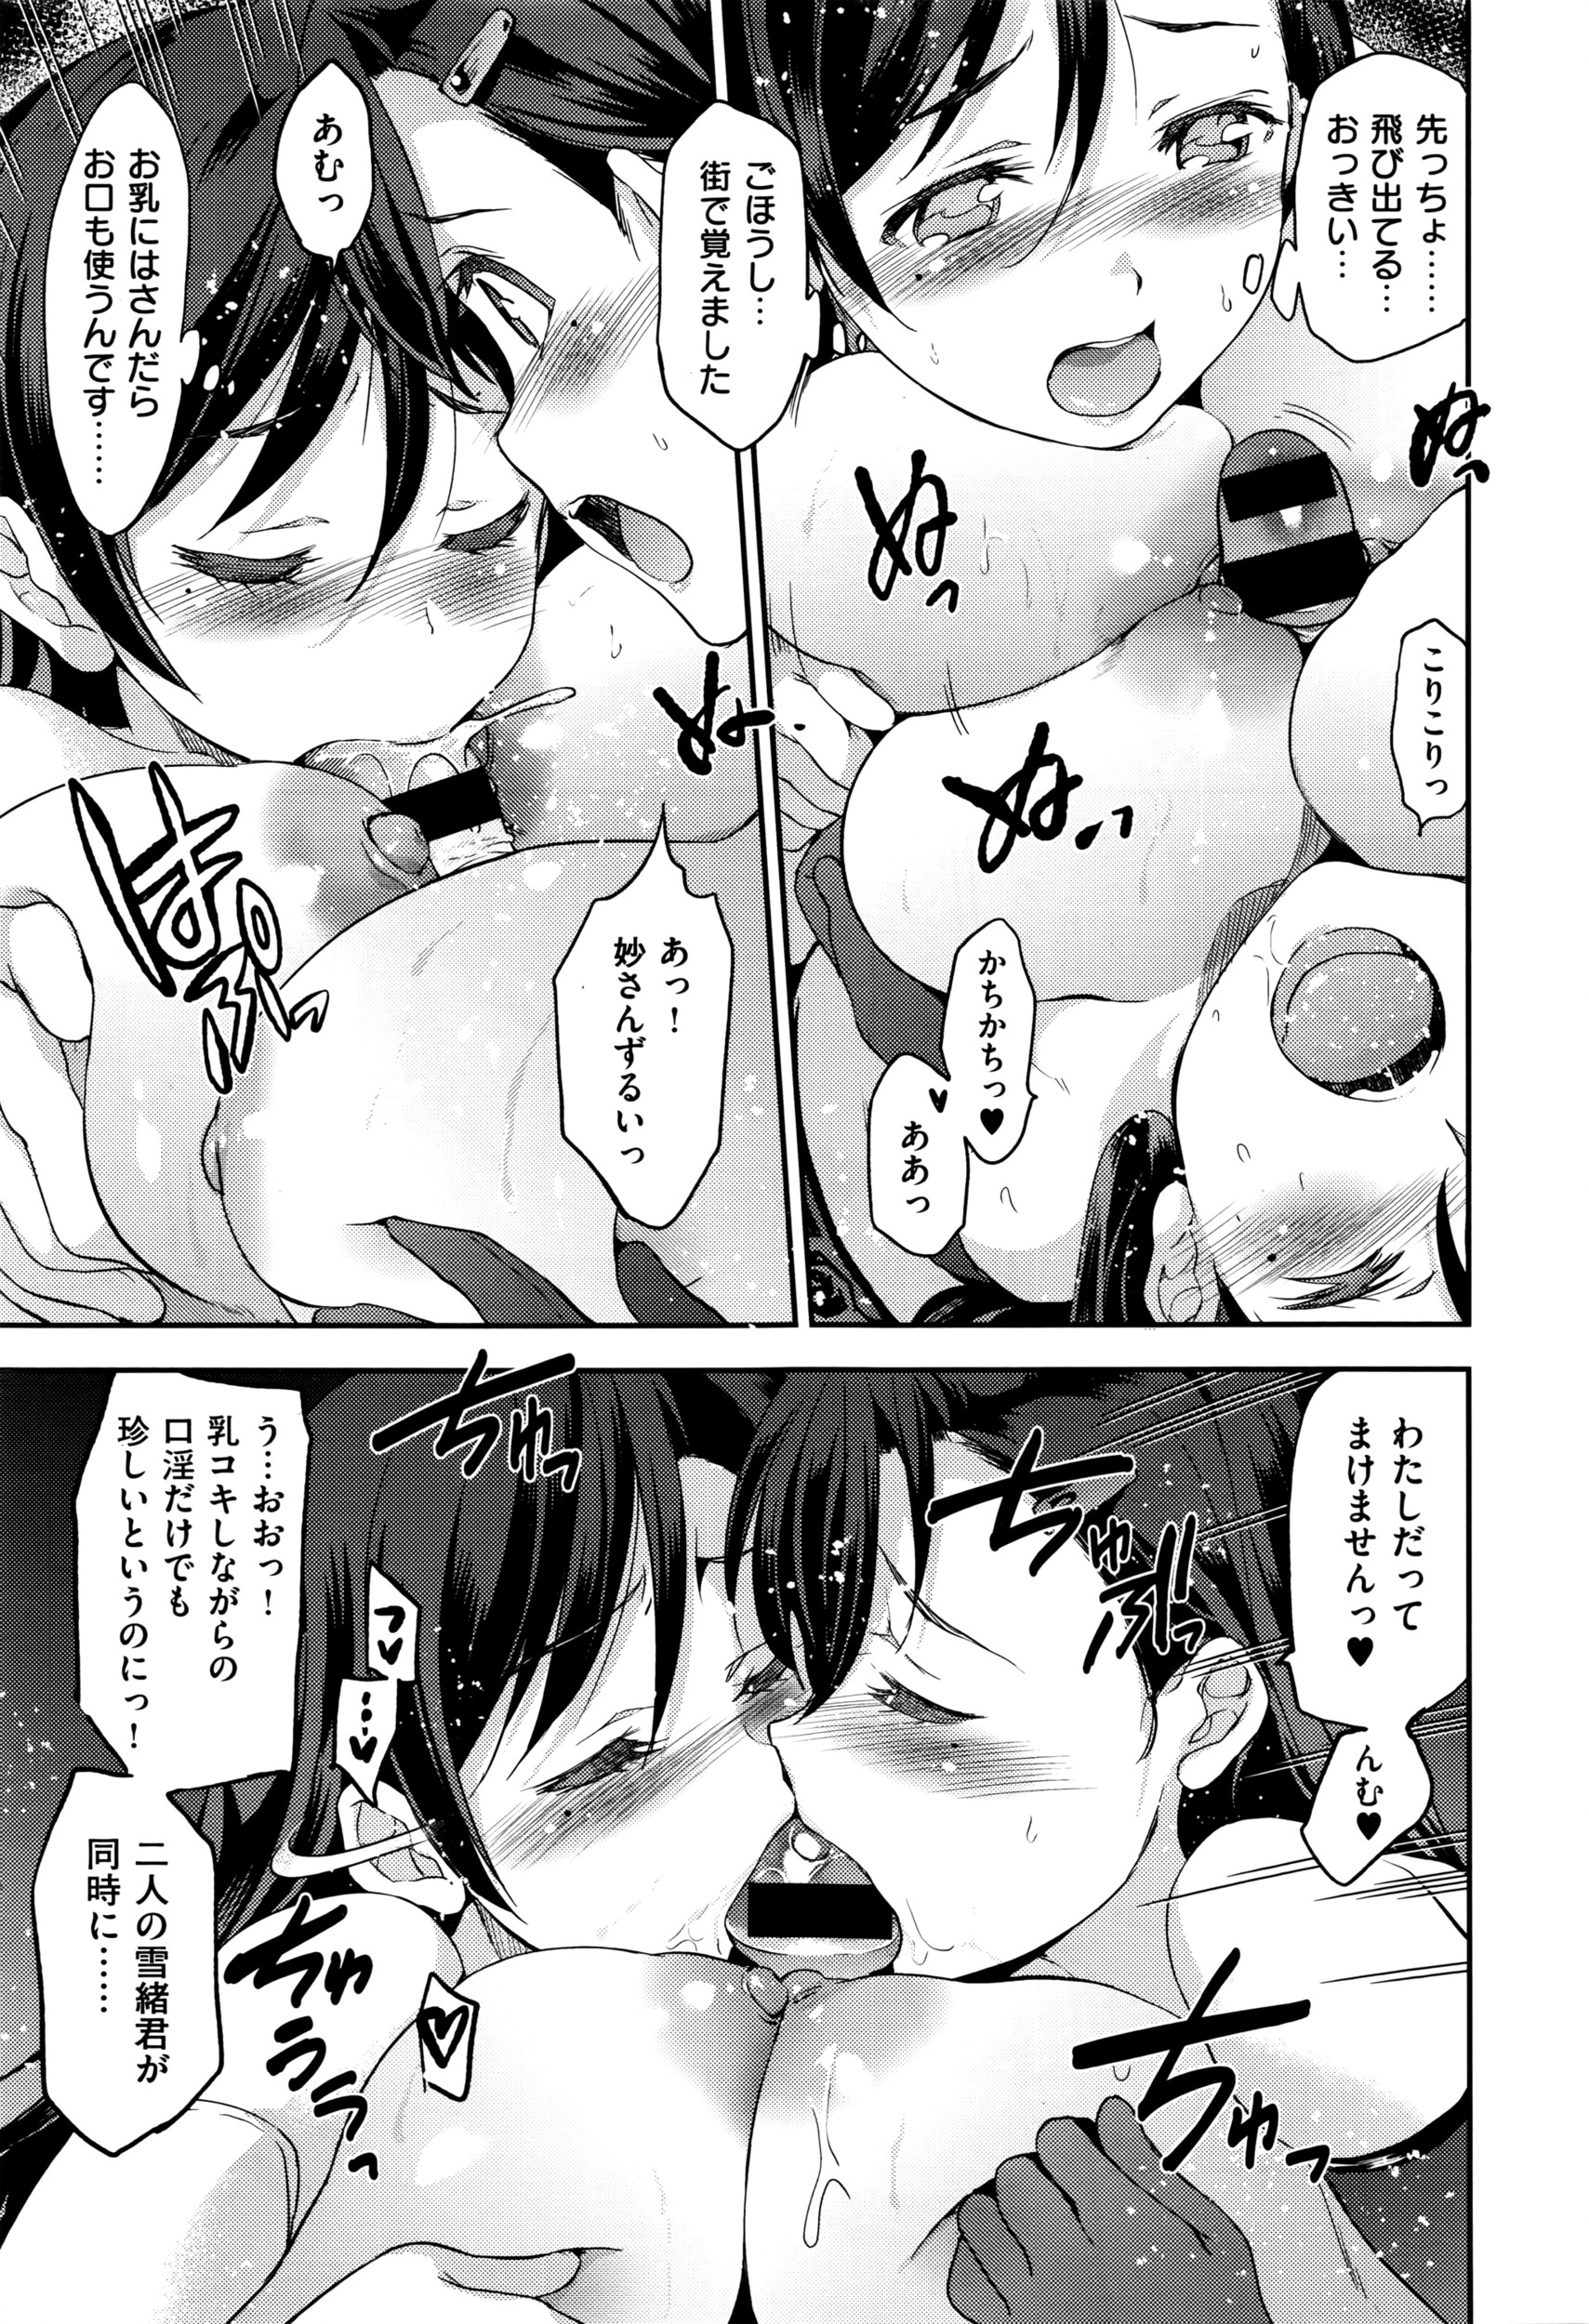 先っちょ……
飛び出てる…
おっきい…
ぬっ
ぬっ
ぬっ
こりこりっ
かちかちっ♥
ああっ
ごほうし…
街で覚えました
あむっ
お乳にはさんだら
お口も使うんです……
ぬっ
ぱぷっ
あっ！
妙さんずるいっ
わたしだって
まけませんっ♥
んむ♥
ちゅぷっ
ちゅっ
ちゅっ
ちゅううっ
う…おおっ！
乳コキしながらの
口淫だけでも
珍しいというのにっ！
二人の雪緒君が
同時に……